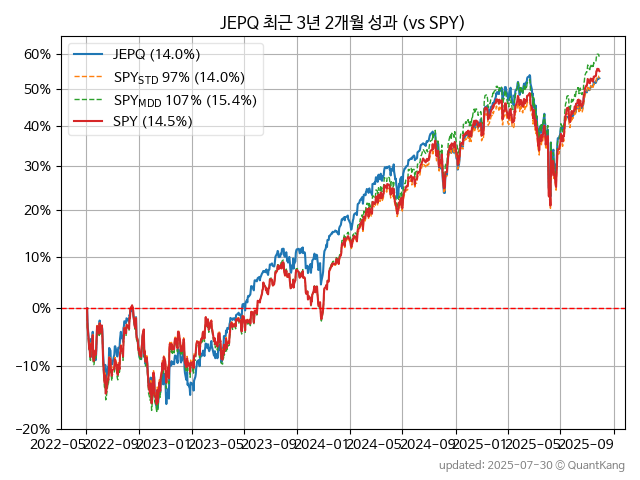 JEPQ 최근 3년 2개월 성과 (vs SPY)
JEPQ (14.0%)
SPY_STD 97% (14.0%)
SPY_MDD 107% (15.4%)
SPY (14.5%)
60%
50%
40%
30%
20%
10%
0%
−10%
−20%
2022-05 2022-09 2023-01 2023-05 2023-09 2024-01 2024-05 2024-09 2025-01 2025-05 2025-09
updated: 2025-07-30 © QuantKang